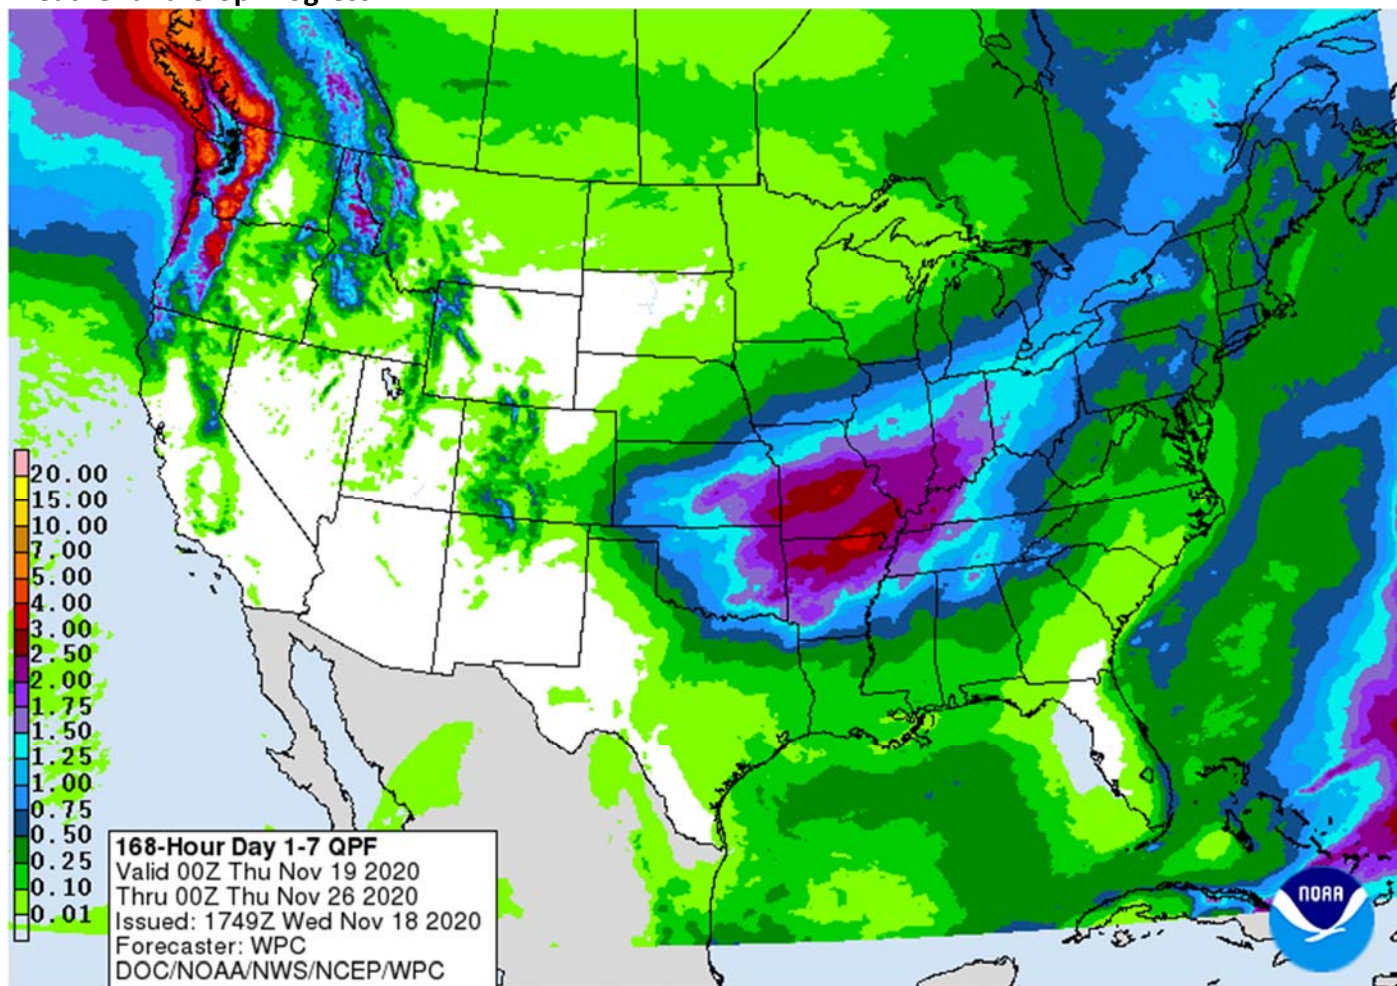 20.00
15.00
10.00
7.00
5.00
4.00
3.00
2.50
2.00
1.75
1.50
1.25
1.00
0.75
0.50
0.25
0.10
0.01
168-Hour Day 1-7 QPF
Valid 00Z Thu Nov 19 2020
Thru 00Z Thu Nov 26 2020
Issued: 1749Z Wed Nov 18 2020
Forecaster: WPC
DOC/NOAA/NWS/NCEP/WPC
NOAA